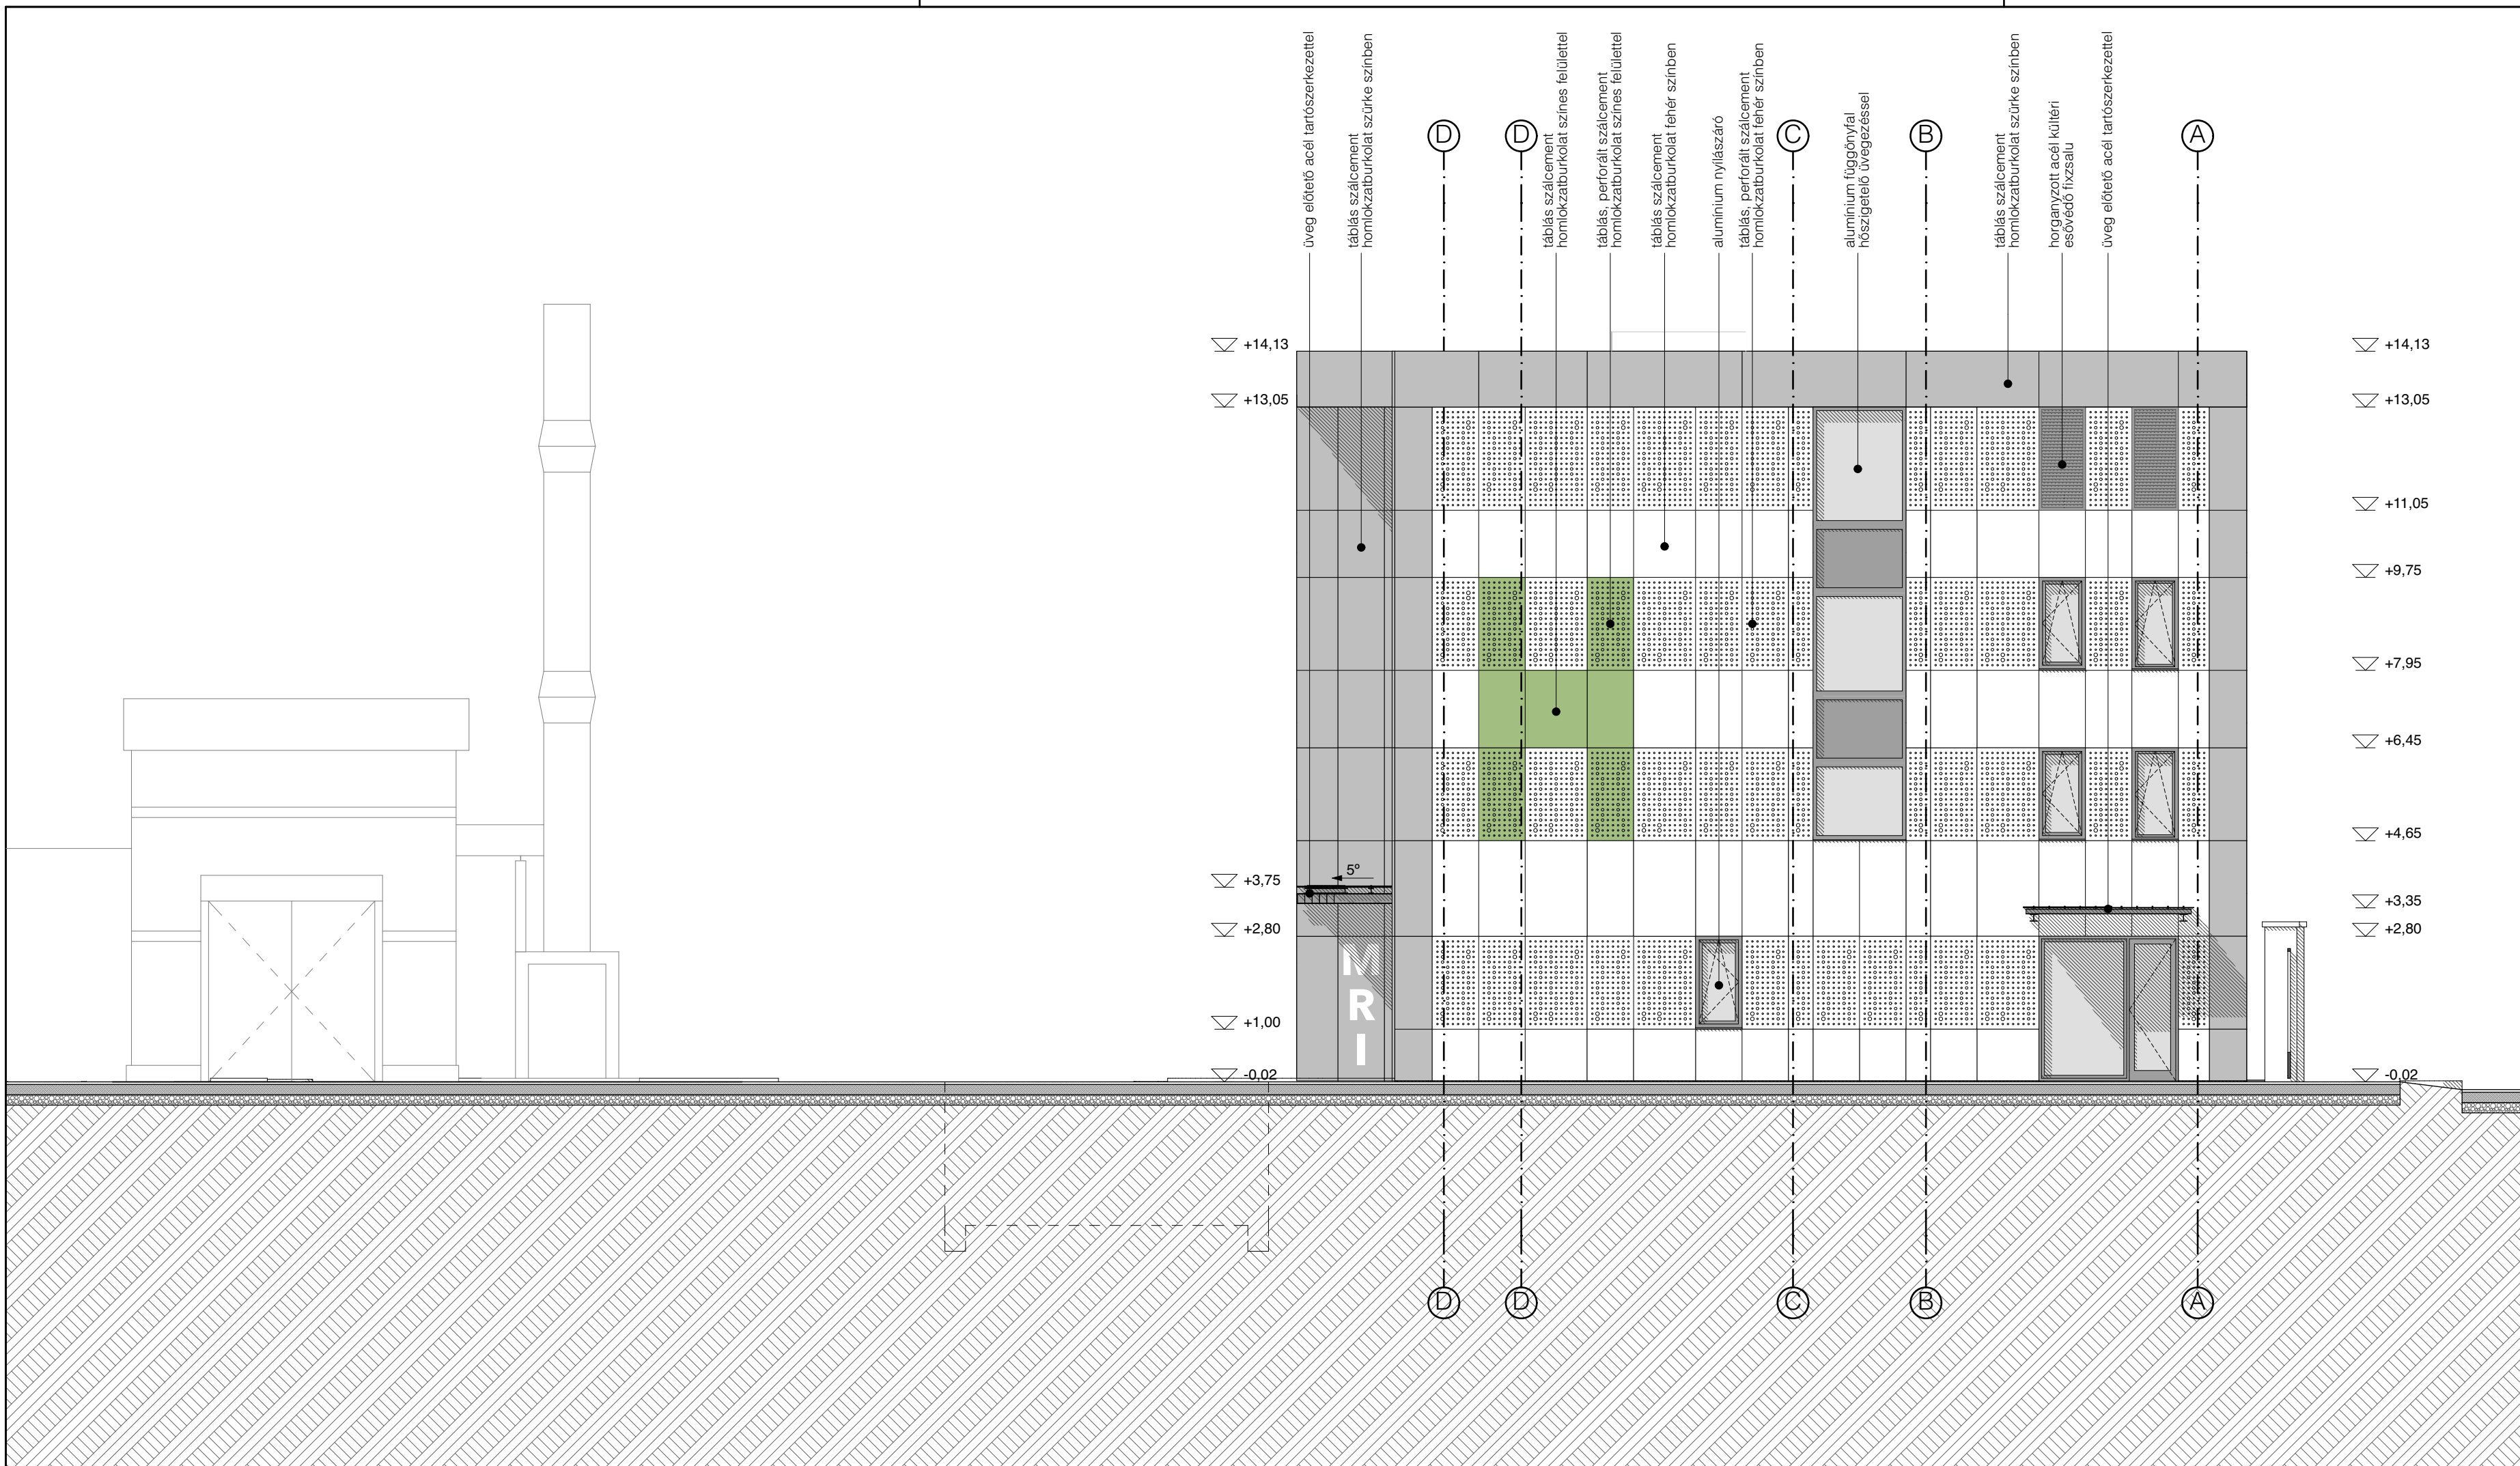 üveg előtető acél tartószerkezettel
táblás szálcement
homlokzatburkolat szürke színben
táblás szálcement
homlokzatburkolat színes felülettel
táblás, perforált szálcement
homlokzatburkolat színes felülettel
táblás szálcement
homlokzatburkolat fehér színben
alumínium nyílászáró
táblás, perforált szálcement
homlokzatburkolat fehér színben
alumínium függönyfal
hőszigetelő üvegezéssel
táblás szálcement
homlokzatburkolat szürke színben
horganyzott acél kültéri
esővédő fixzsalu
üveg előtető acél tartószerkezettel
D
D
C
B
A
+14,13
+13,05
+3,75
+2,80
+1,00
-0,02
5°
M
R
I
+14,13
+13,05
+11,05
+9,75
+7,95
+6,45
+4,65
+3,35
+2,80
-0,02
D
D
C
B
A